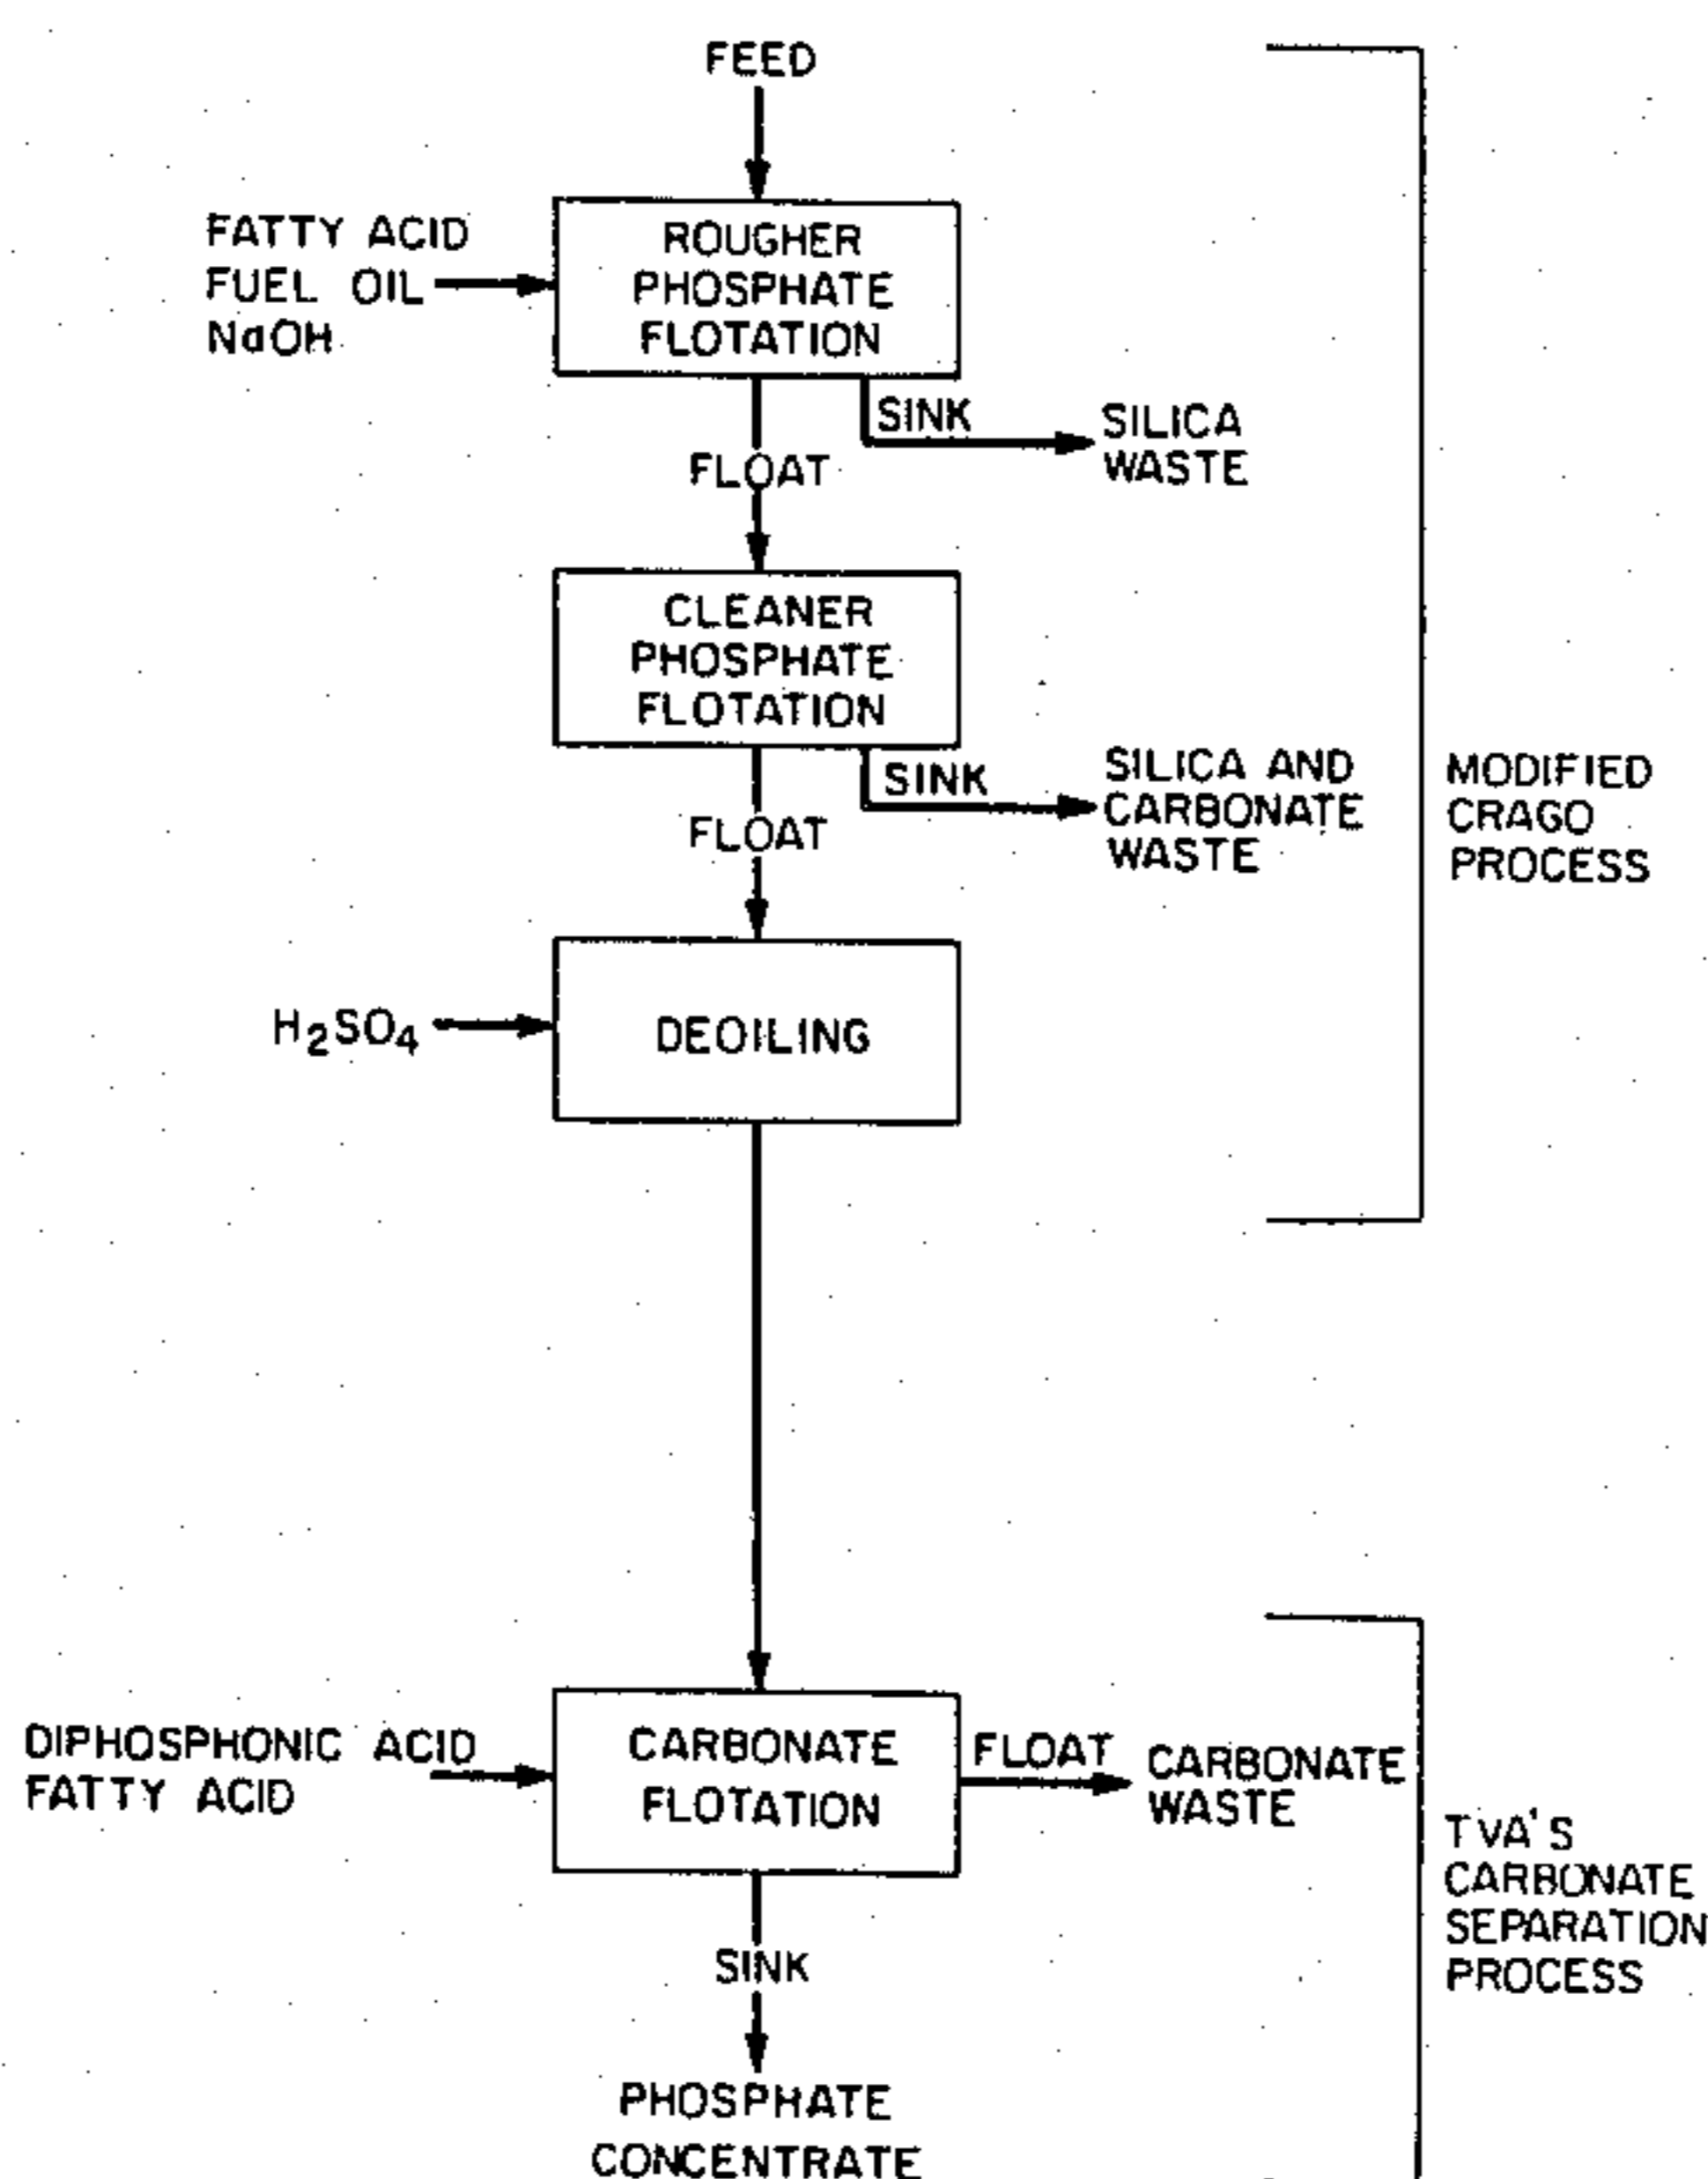 FEED
FATTY ACID
FUEL OIL
NaOH
ROUGHER
PHOSPHATE
FLOTATION
SINK
SILICA
WASTE
FLOAT
CLEANER
PHOSPHATE
FLOTATION
SINK
SILICA AND
CARBONATE
WASTE
MODIFIED
CRAGO
PROCESS
FLOAT
H2SO4
DEOILING
DIPHOSPHONIC ACID
FATTY ACID
CARBONATE
FLOTATION
FLOAT
CARBONATE
WASTE
TVA'S
CARBONATE
SEPARATION
PROCESS
SINK
PHOSPHATE
CONCENTRATE